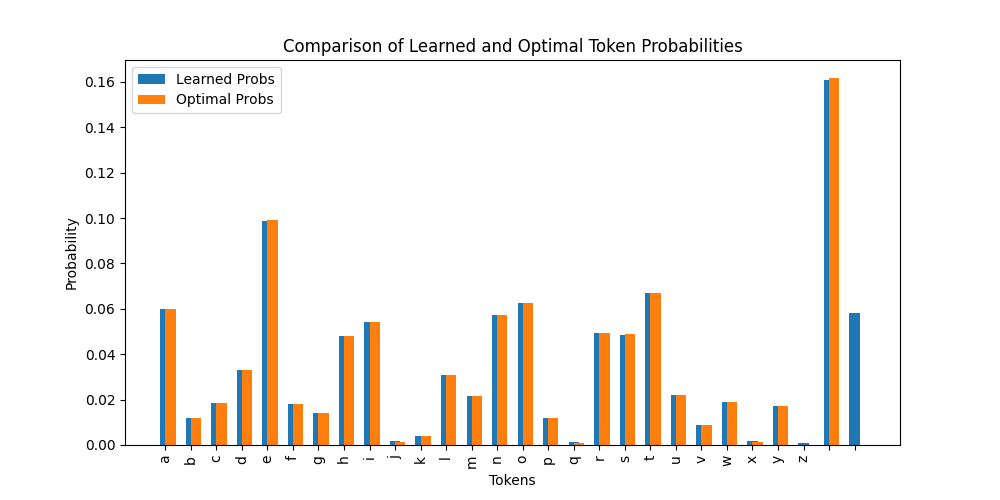 Comparison of Learned and Optimal Token Probabilities
Learned Probs
Optimal Probs
Probability
0.16
0.14
0.12
0.10
0.08
0.06
0.04
0.02
0.00
a b c d e f g h i j k l m n o p q r s t u v w x y z
Tokens